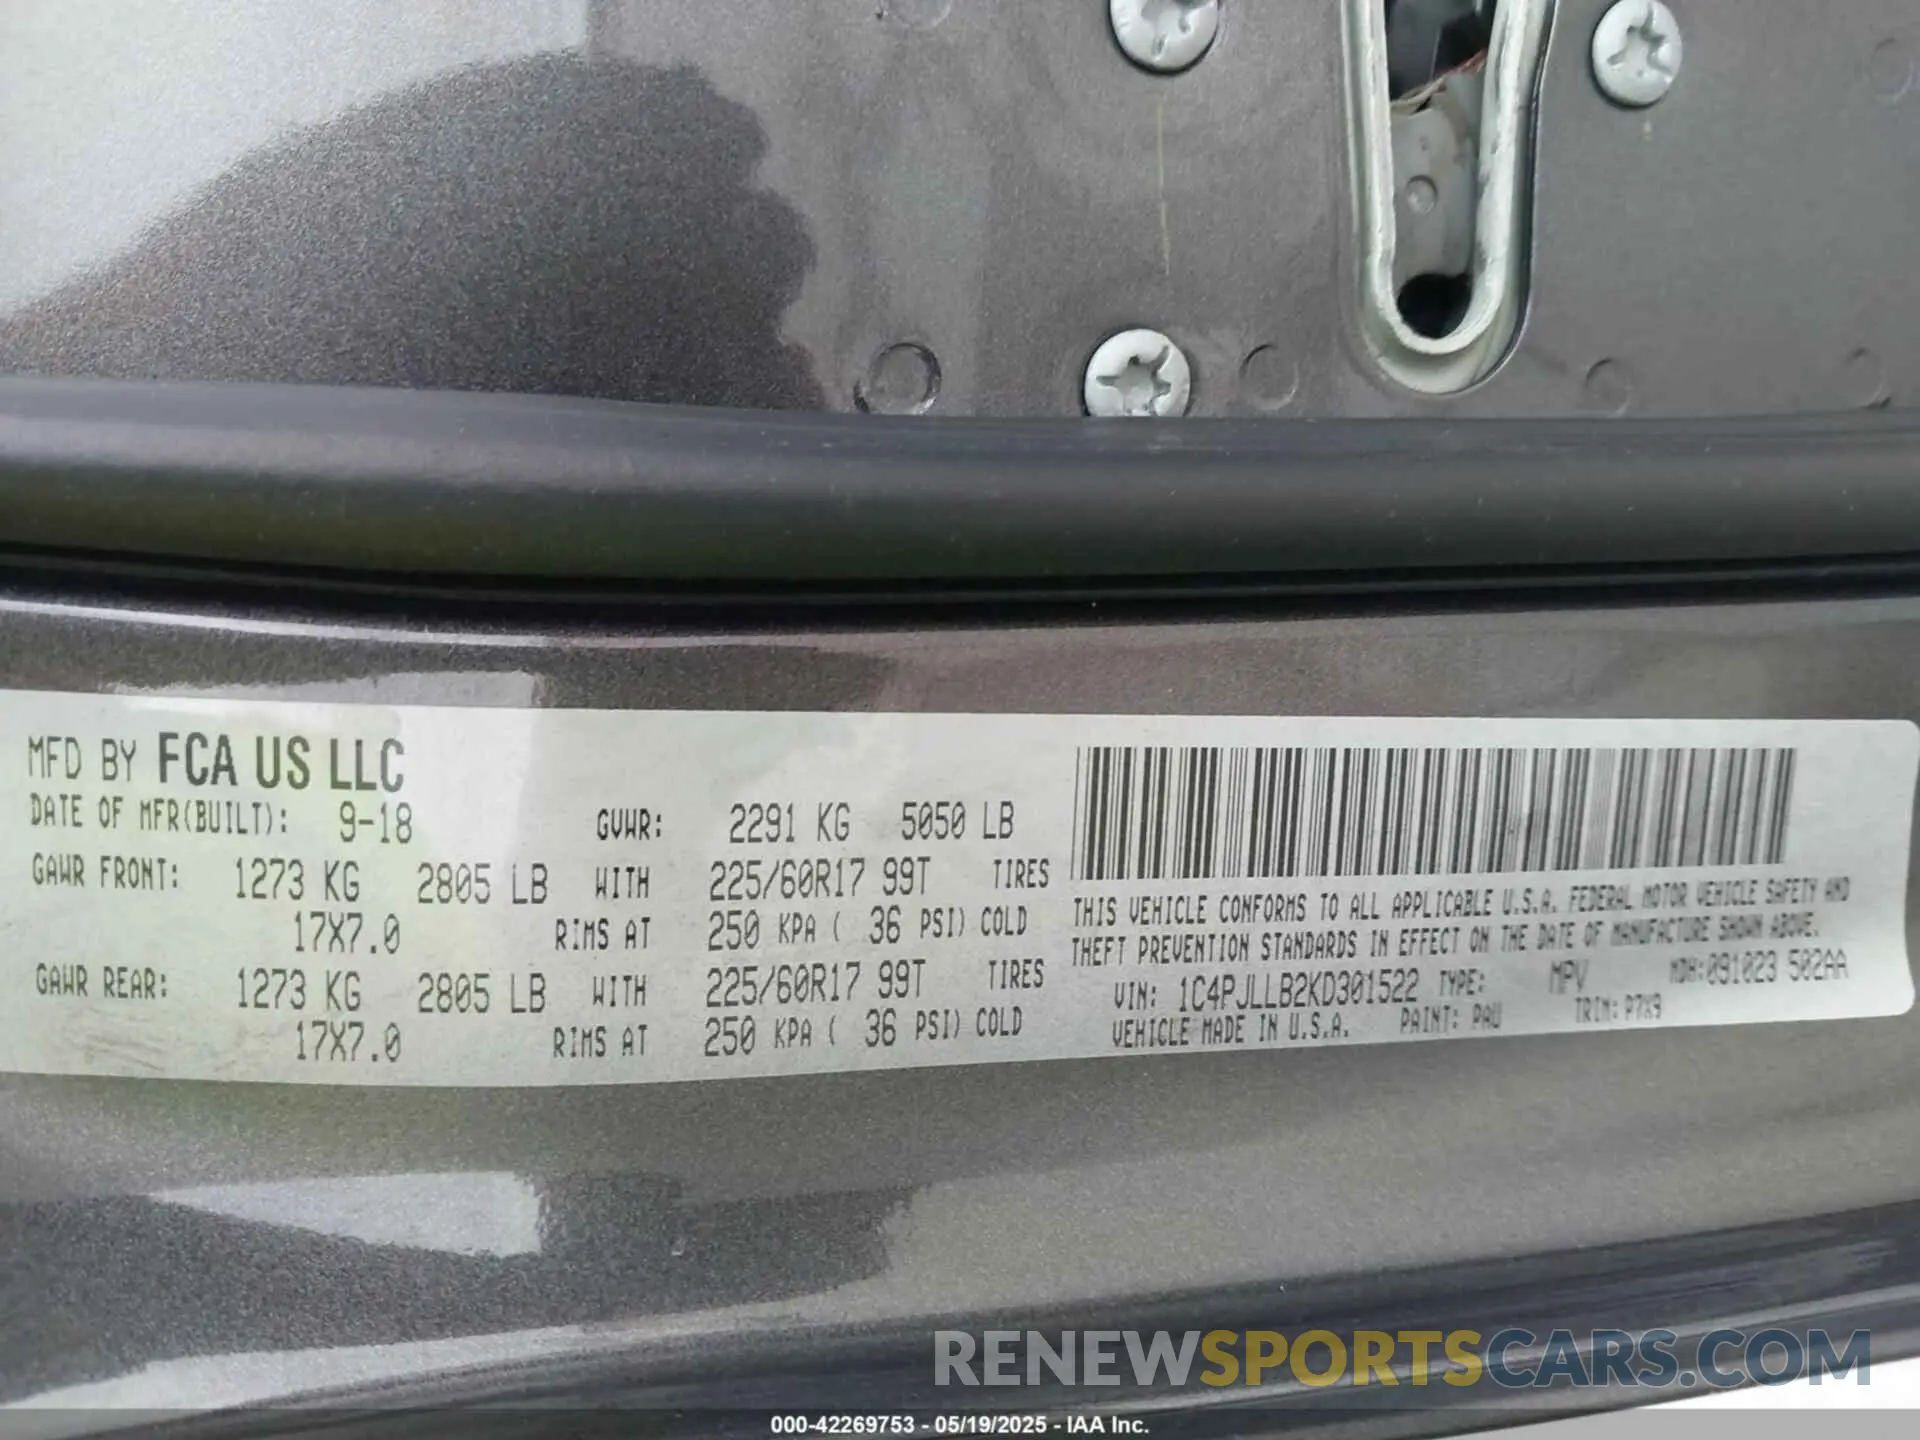 MFD BY FCA US LLC
DATE OF MFR(BUILT): 9-18 GVWR: 2291 KG 5050 LB
GAWR FRONT: 1273 KG 2805 LB WITH 225/60R17 99T TIRES
17X7.0 RIMS AT 250 KPA ( 36 PSI) COLD
GAWR REAR: 1273 KG 2805 LB WITH 225/60R17 99T TIRES
17X7.0 RIMS AT 250 KPA ( 36 PSI) COLD
THIS VEHICLE CONFORMS TO ALL APPLICABLE U.S.A. FEDERAL MOTOR VEHICLE SAFETY AND
THEFT PREVENTION STANDARDS IN EFFECT ON THE DATE OF MANUFACTURE SHOWN ABOVE.
VIN: 1C4PJLLB2KD301522 TYPE: MPV MDH:091023 502AA
VEHICLE MADE IN U.S.A. PAINT: PAU TRIM: P7X9
RENEWSPORTSCARS.COM
000-42269753 - 05/19/2025 - IAA Inc.